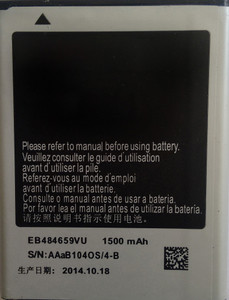 Please refer to manual before using battery.
Veuillez consulter le guide d'utilisation
avant d'utiliser la pile.
Referez-vous au mode d'emploi
avant d'utiliser la batterie.
Consulte o manual antes de usar a bateria.
Por favor lea el manual antes de utilizar la bateria
请按照说明书指示使用电池。
EB484659VU 1500 mAh
S/N:AAaB104OS/4-B
生产日期: 2014.10.18